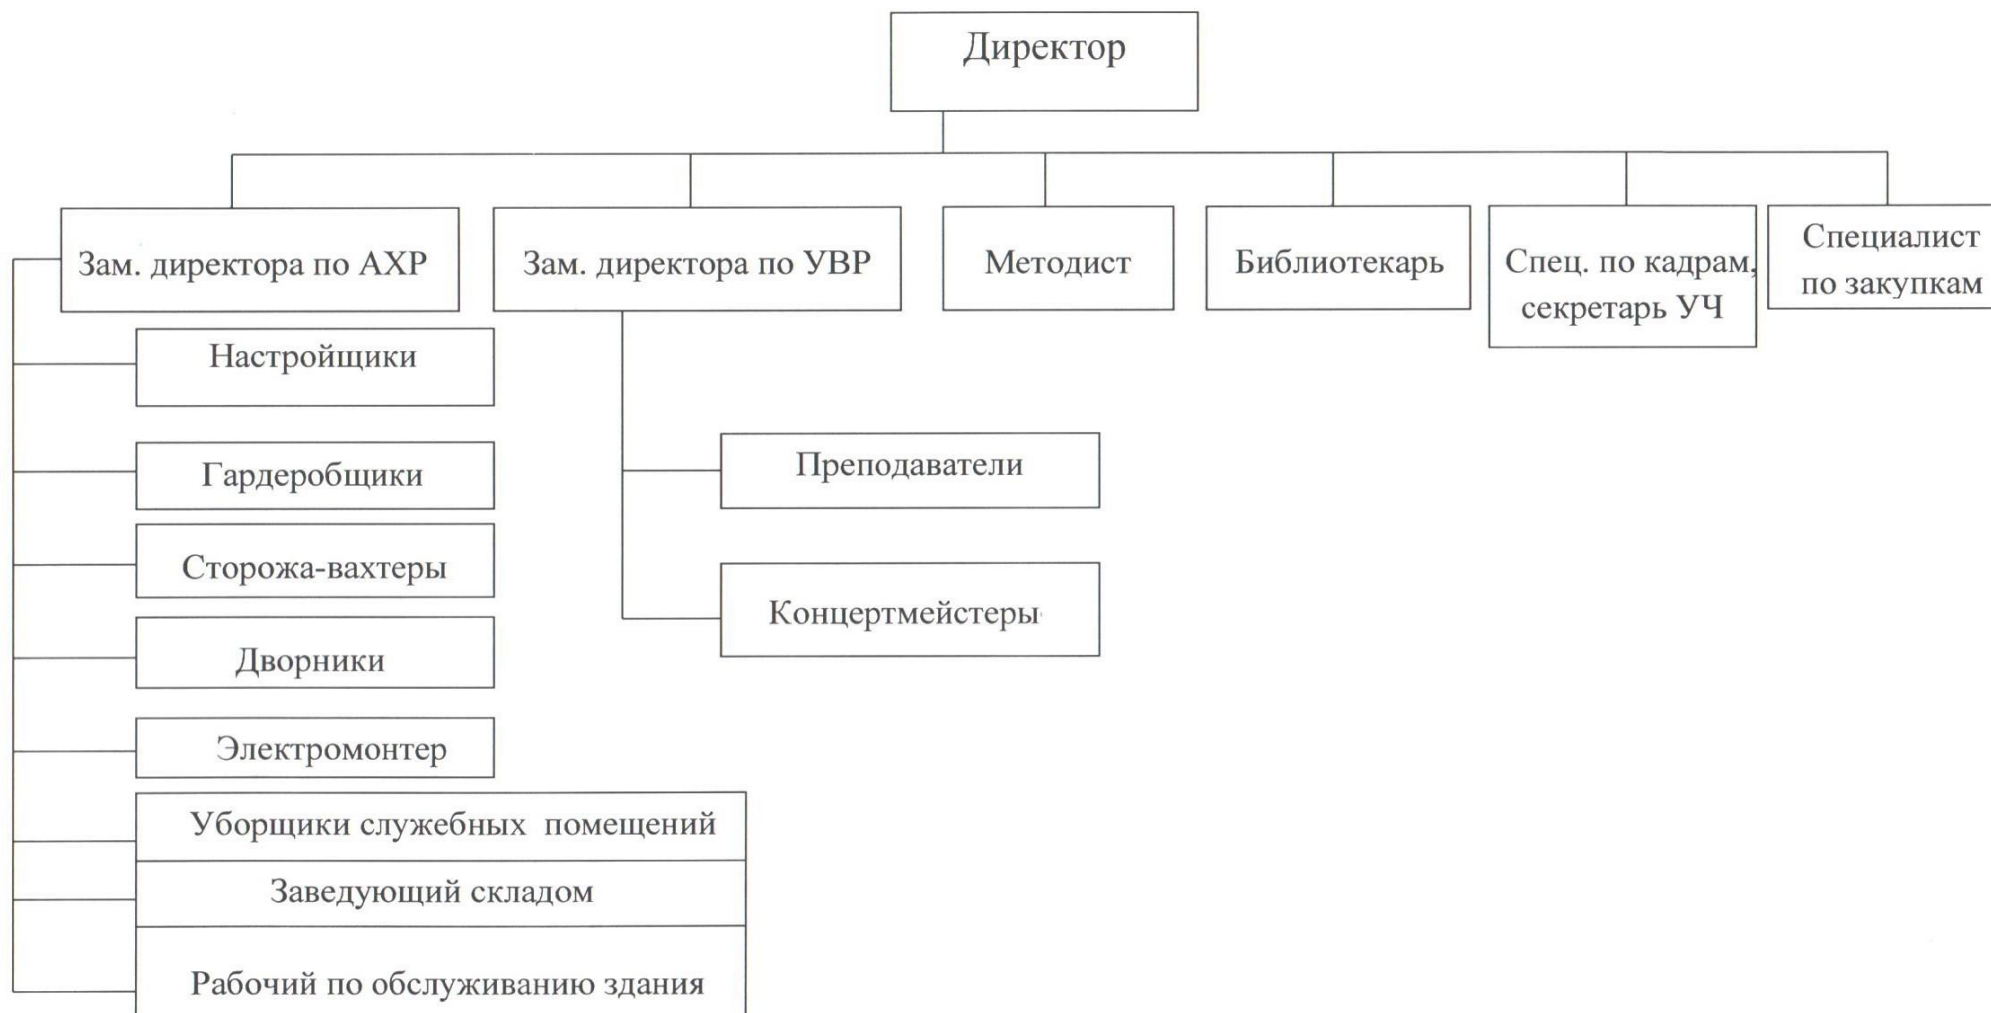 Директор
Зам. директора по АХР
Зам. директора по УВР
Методист
Библиотекарь
Спец. по кадрам,
секретарь УЧ
Специалист
по закупкам
Настройщики
Гардеробщики
Сторожа-вахтеры
Дворники
Электромонтер
Уборщики служебных помещений
Заведующий складом
Рабочий по обслуживанию здания
Преподаватели
Концертмейстеры